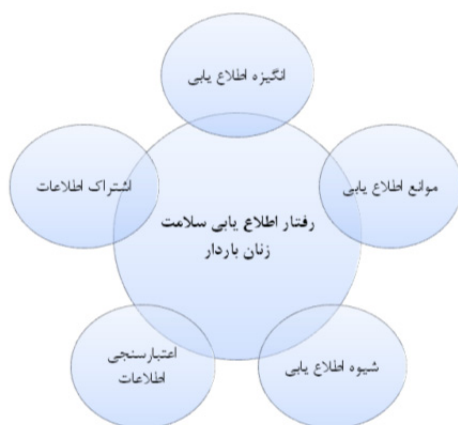 انگیزه اطلاع یابی
موانع اطلاع یابی
اشتراک اطلاعات
رفتار اطلاع یابی سلامت
زنان باردار
شیوه اطلاع یابی
اعتبارسنجی
اطلاعات